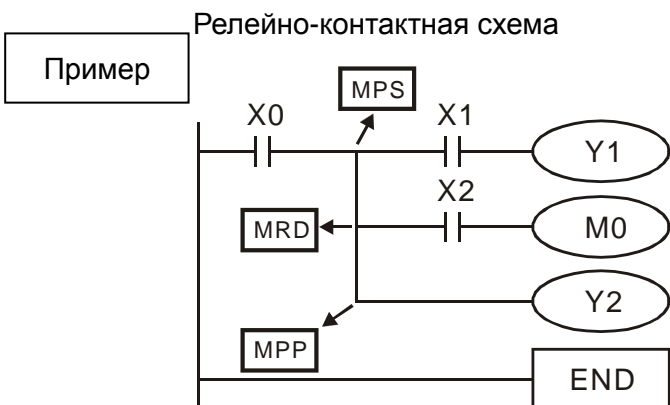 Релейно-контактная схема
Пример
MPS
X0
X1
Y1
X2
MRD
M0
Y2
MPP
END